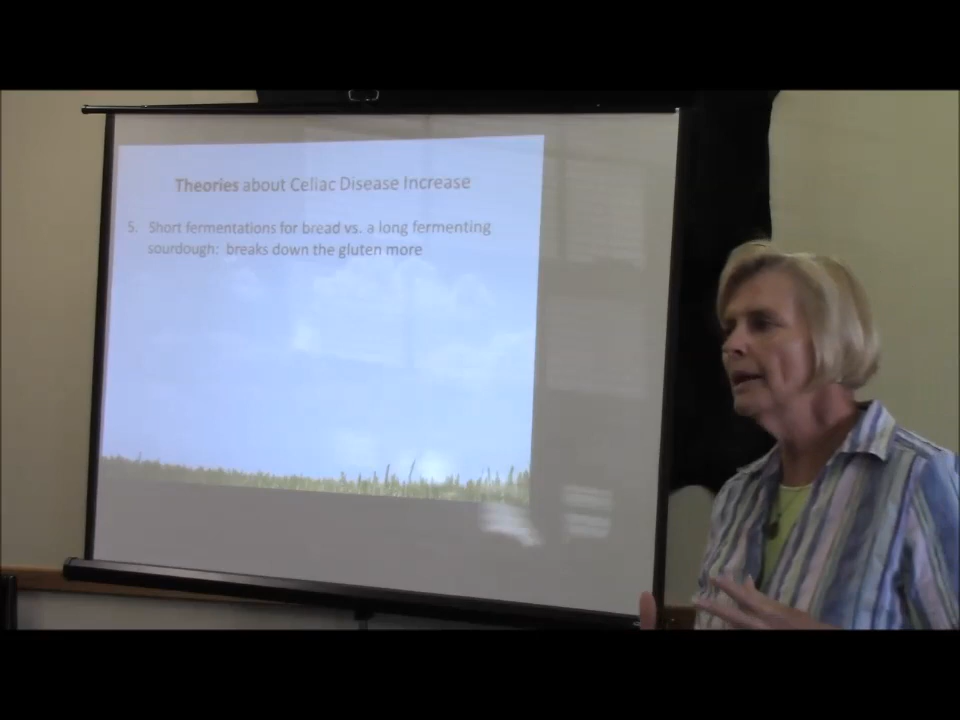 Theories about Celiac Disease Increase
5. Short fermentations for bread vs. a long fermenting
sourdough: breaks down the gluten more